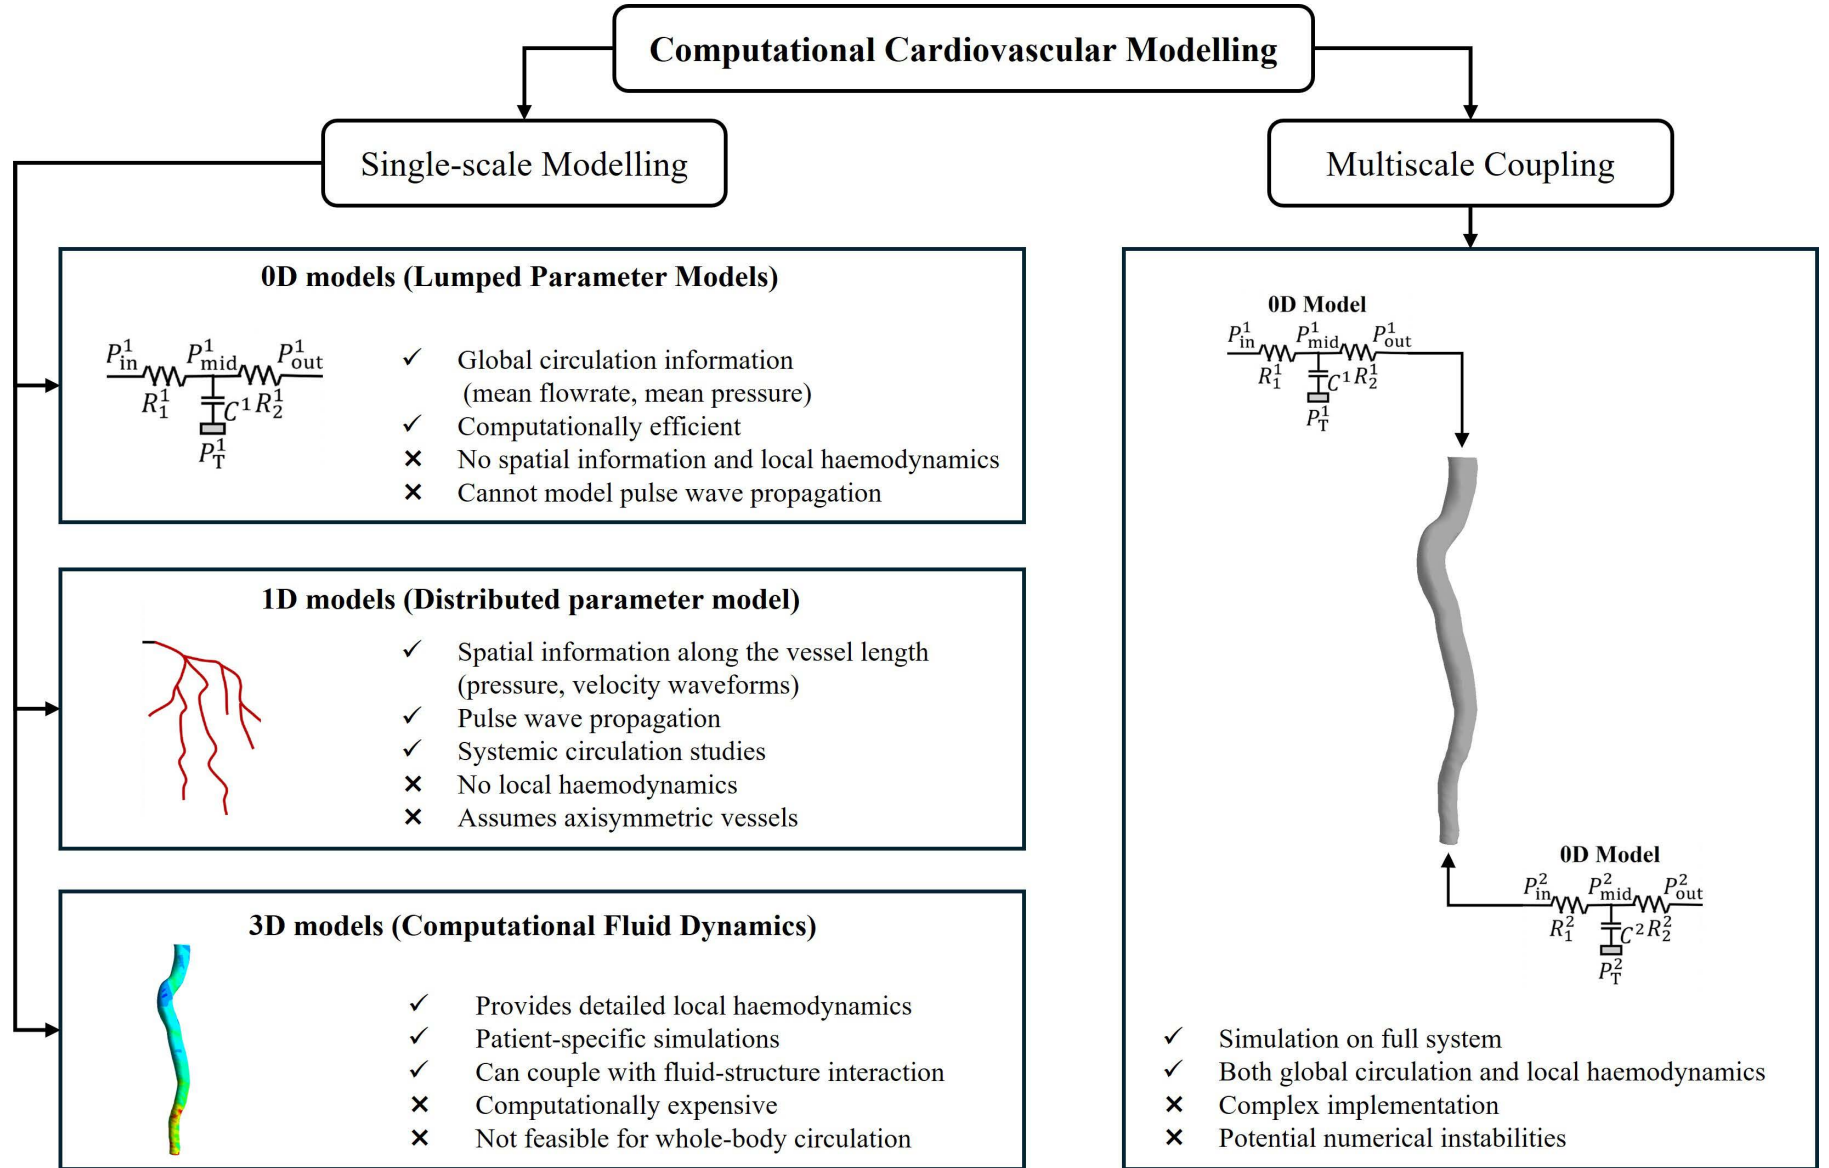 Computational Cardiovascular Modelling
Single-scale Modelling
Multiscale Coupling
0D models (Lumped Parameter Models)
P¹in P¹mid P¹out
R¹1 C¹ R¹2
P¹T
✓ Global circulation information
(mean flowrate, mean pressure)
✓ Computationally efficient
× No spatial information and local haemodynamics
× Cannot model pulse wave propagation
1D models (Distributed parameter model)
✓ Spatial information along the vessel length
(pressure, velocity waveforms)
✓ Pulse wave propagation
✓ Systemic circulation studies
× No local haemodynamics
× Assumes axisymmetric vessels
3D models (Computational Fluid Dynamics)
✓ Provides detailed local haemodynamics
✓ Patient-specific simulations
✓ Can couple with fluid-structure interaction
× Computationally expensive
× Not feasible for whole-body circulation
0D Model
P¹in P¹mid P¹out
R¹1 C¹ R¹2
P¹T
0D Model
P²in P²mid P²out
R²1 C² R²2
P²T
✓ Simulation on full system
✓ Both global circulation and local haemodynamics
× Complex implementation
× Potential numerical instabilities